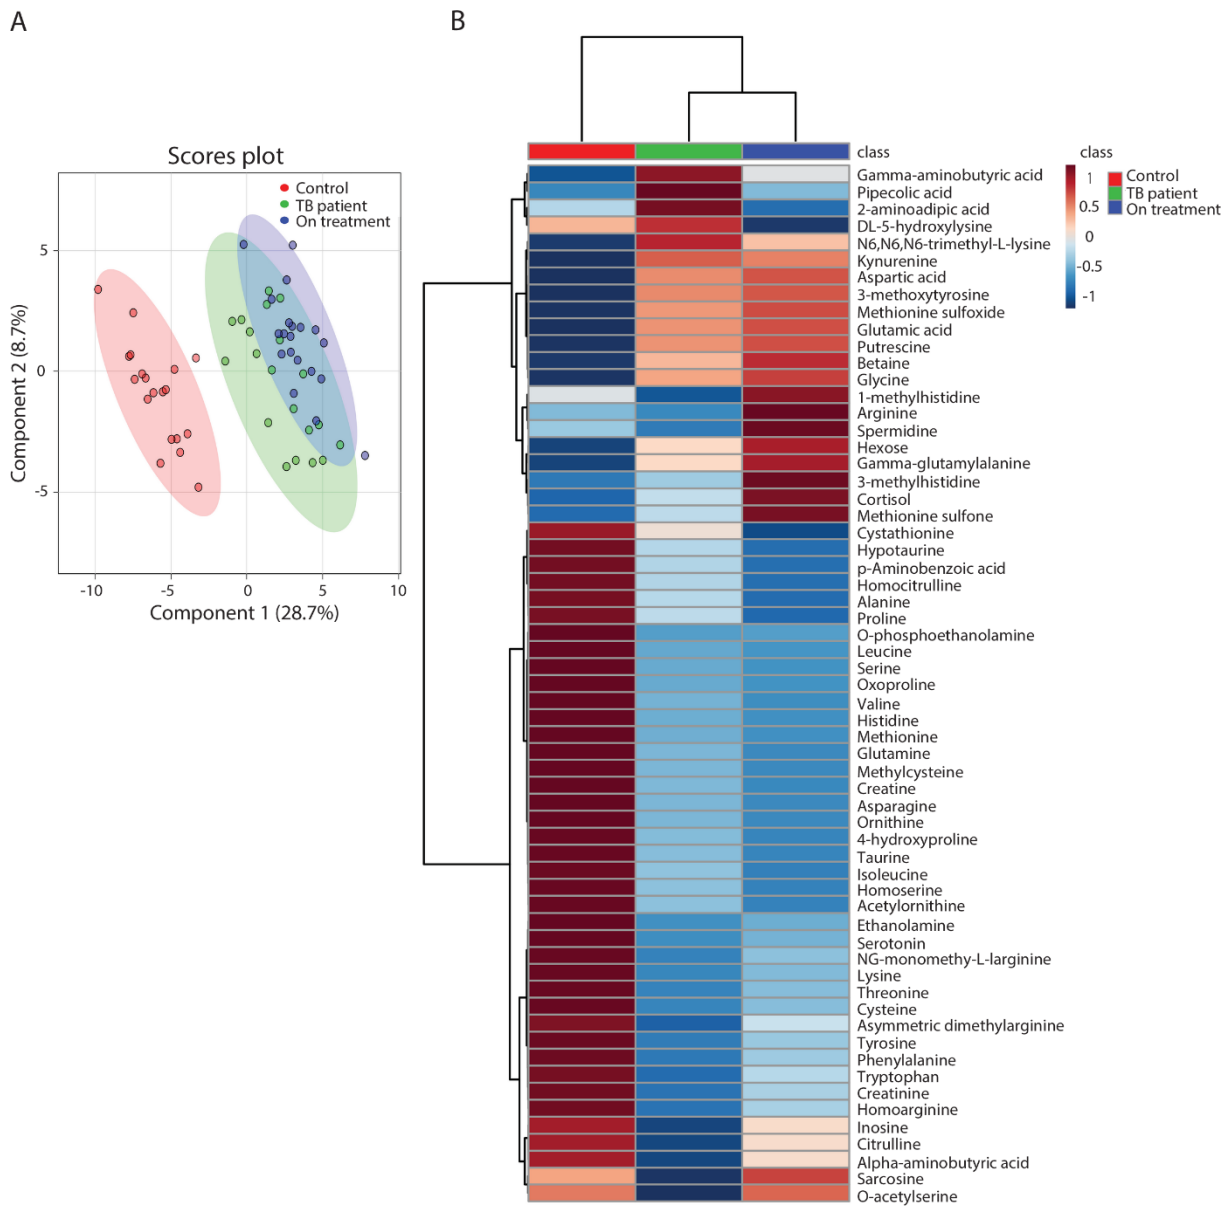 A
B
Scores plot
Control
TB patient
On treatment
Component 2 (8.7%)
5
0
-5
-10
-5
0
5
10
Component 1 (28.7%)
class
Gamma-aminobutyric acid
Pipecolic acid
2-aminoadipic acid
DL-5-hydroxylysine
N6,N6,N6-trimethyl-L-lysine
Kynurenine
Aspartic acid
3-methoxytyrosine
Methionine sulfoxide
Glutamic acid
Putrescine
Betaine
Glycine
1-methylhistidine
Arginine
Spermidine
Hexose
Gamma-glutamylalanine
3-methylhistidine
Cortisol
Methionine sulfone
Cystathionine
Hypotaurine
p-Aminobenzoic acid
Homocitrulline
Alanine
Proline
O-phosphoethanolamine
Leucine
Serine
Oxoproline
Valine
Histidine
Methionine
Glutamine
Methylcysteine
Creatine
Asparagine
Ornithine
4-hydroxyproline
Taurine
Isoleucine
Homoserine
Acetylornithine
Ethanolamine
Serotonin
NG-monomethy-L-larginine
Lysine
Threonine
Cysteine
Asymmetric dimethylarginine
Tyrosine
Phenylalanine
Tryptophan
Creatinine
Homoarginine
Inosine
Citrulline
Alpha-aminobutyric acid
Sarcosine
O-acetylserine
class
1
0.5
0
-0.5
-1
Control
TB patient
On treatment